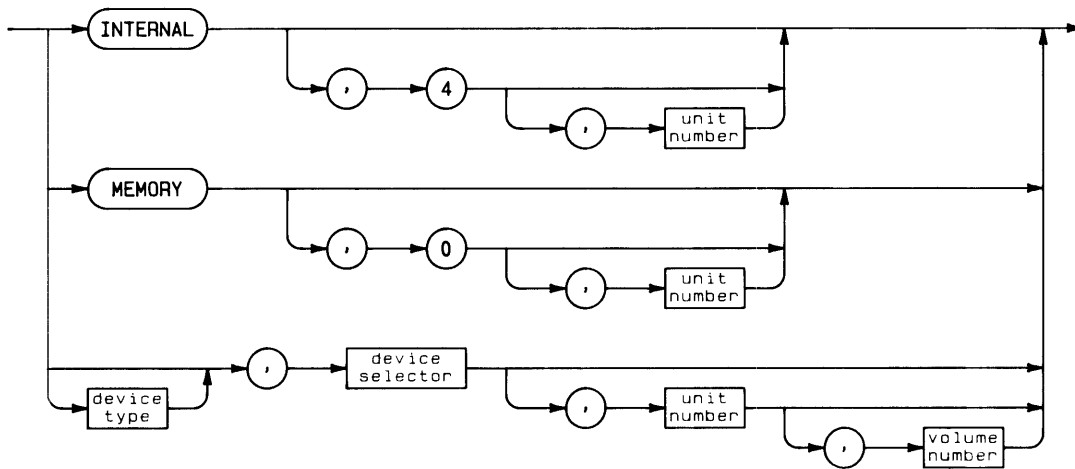 INTERNAL
, 4
, unit number
MEMORY
, 0
, unit number
device type
, device selector
, unit number
, volume number